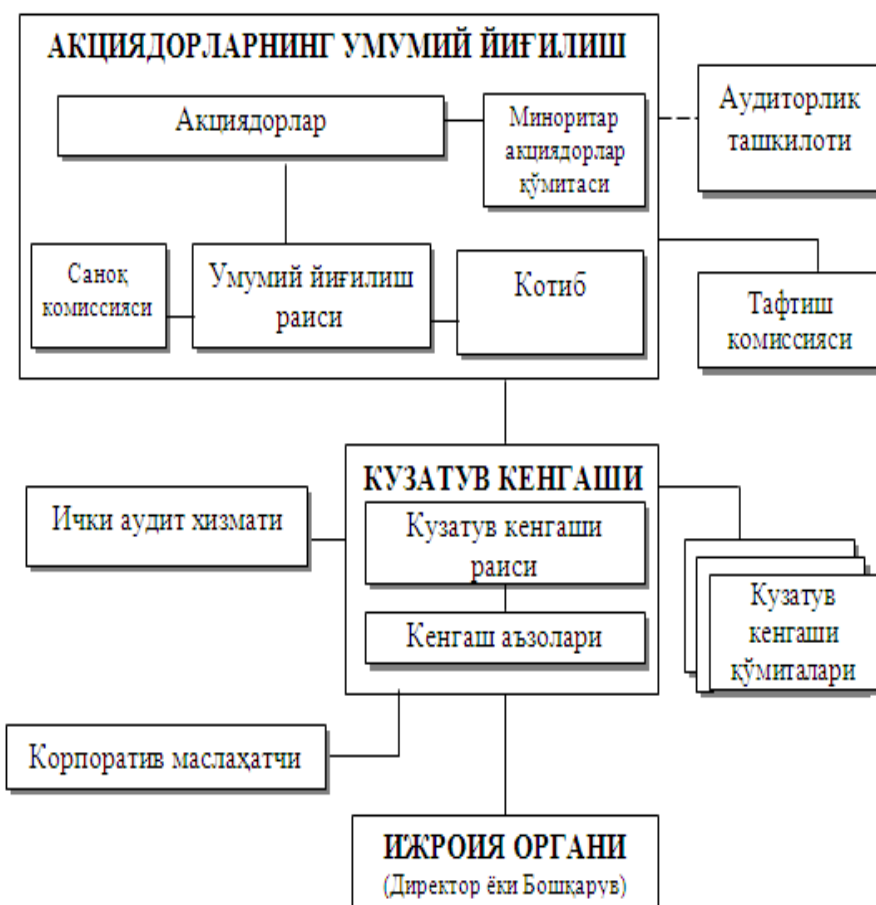 АКЦИЯДОРЛАРНИНГ УМУМИЙ ЙИҒИЛИШ
Акциядорлар
Миноритар
акциядорлар
қўмитаси
Аудиторлик
ташкилоти
Саноқ
комиссияси
Умумий йиғилиш
раиси
Котиб
Тафтиш
комиссияси
КУЗАТУВ КЕНГАШИ
Ички аудит хизмати
Кузатув кенгаши
раиси
Кенгаш аъзолари
Кузатув
кенгаши
қўмиталари
Корпоратив маслаҳатчи
ИЖРОИЯ ОРГАНИ
(Директор ёки Бошқарув)